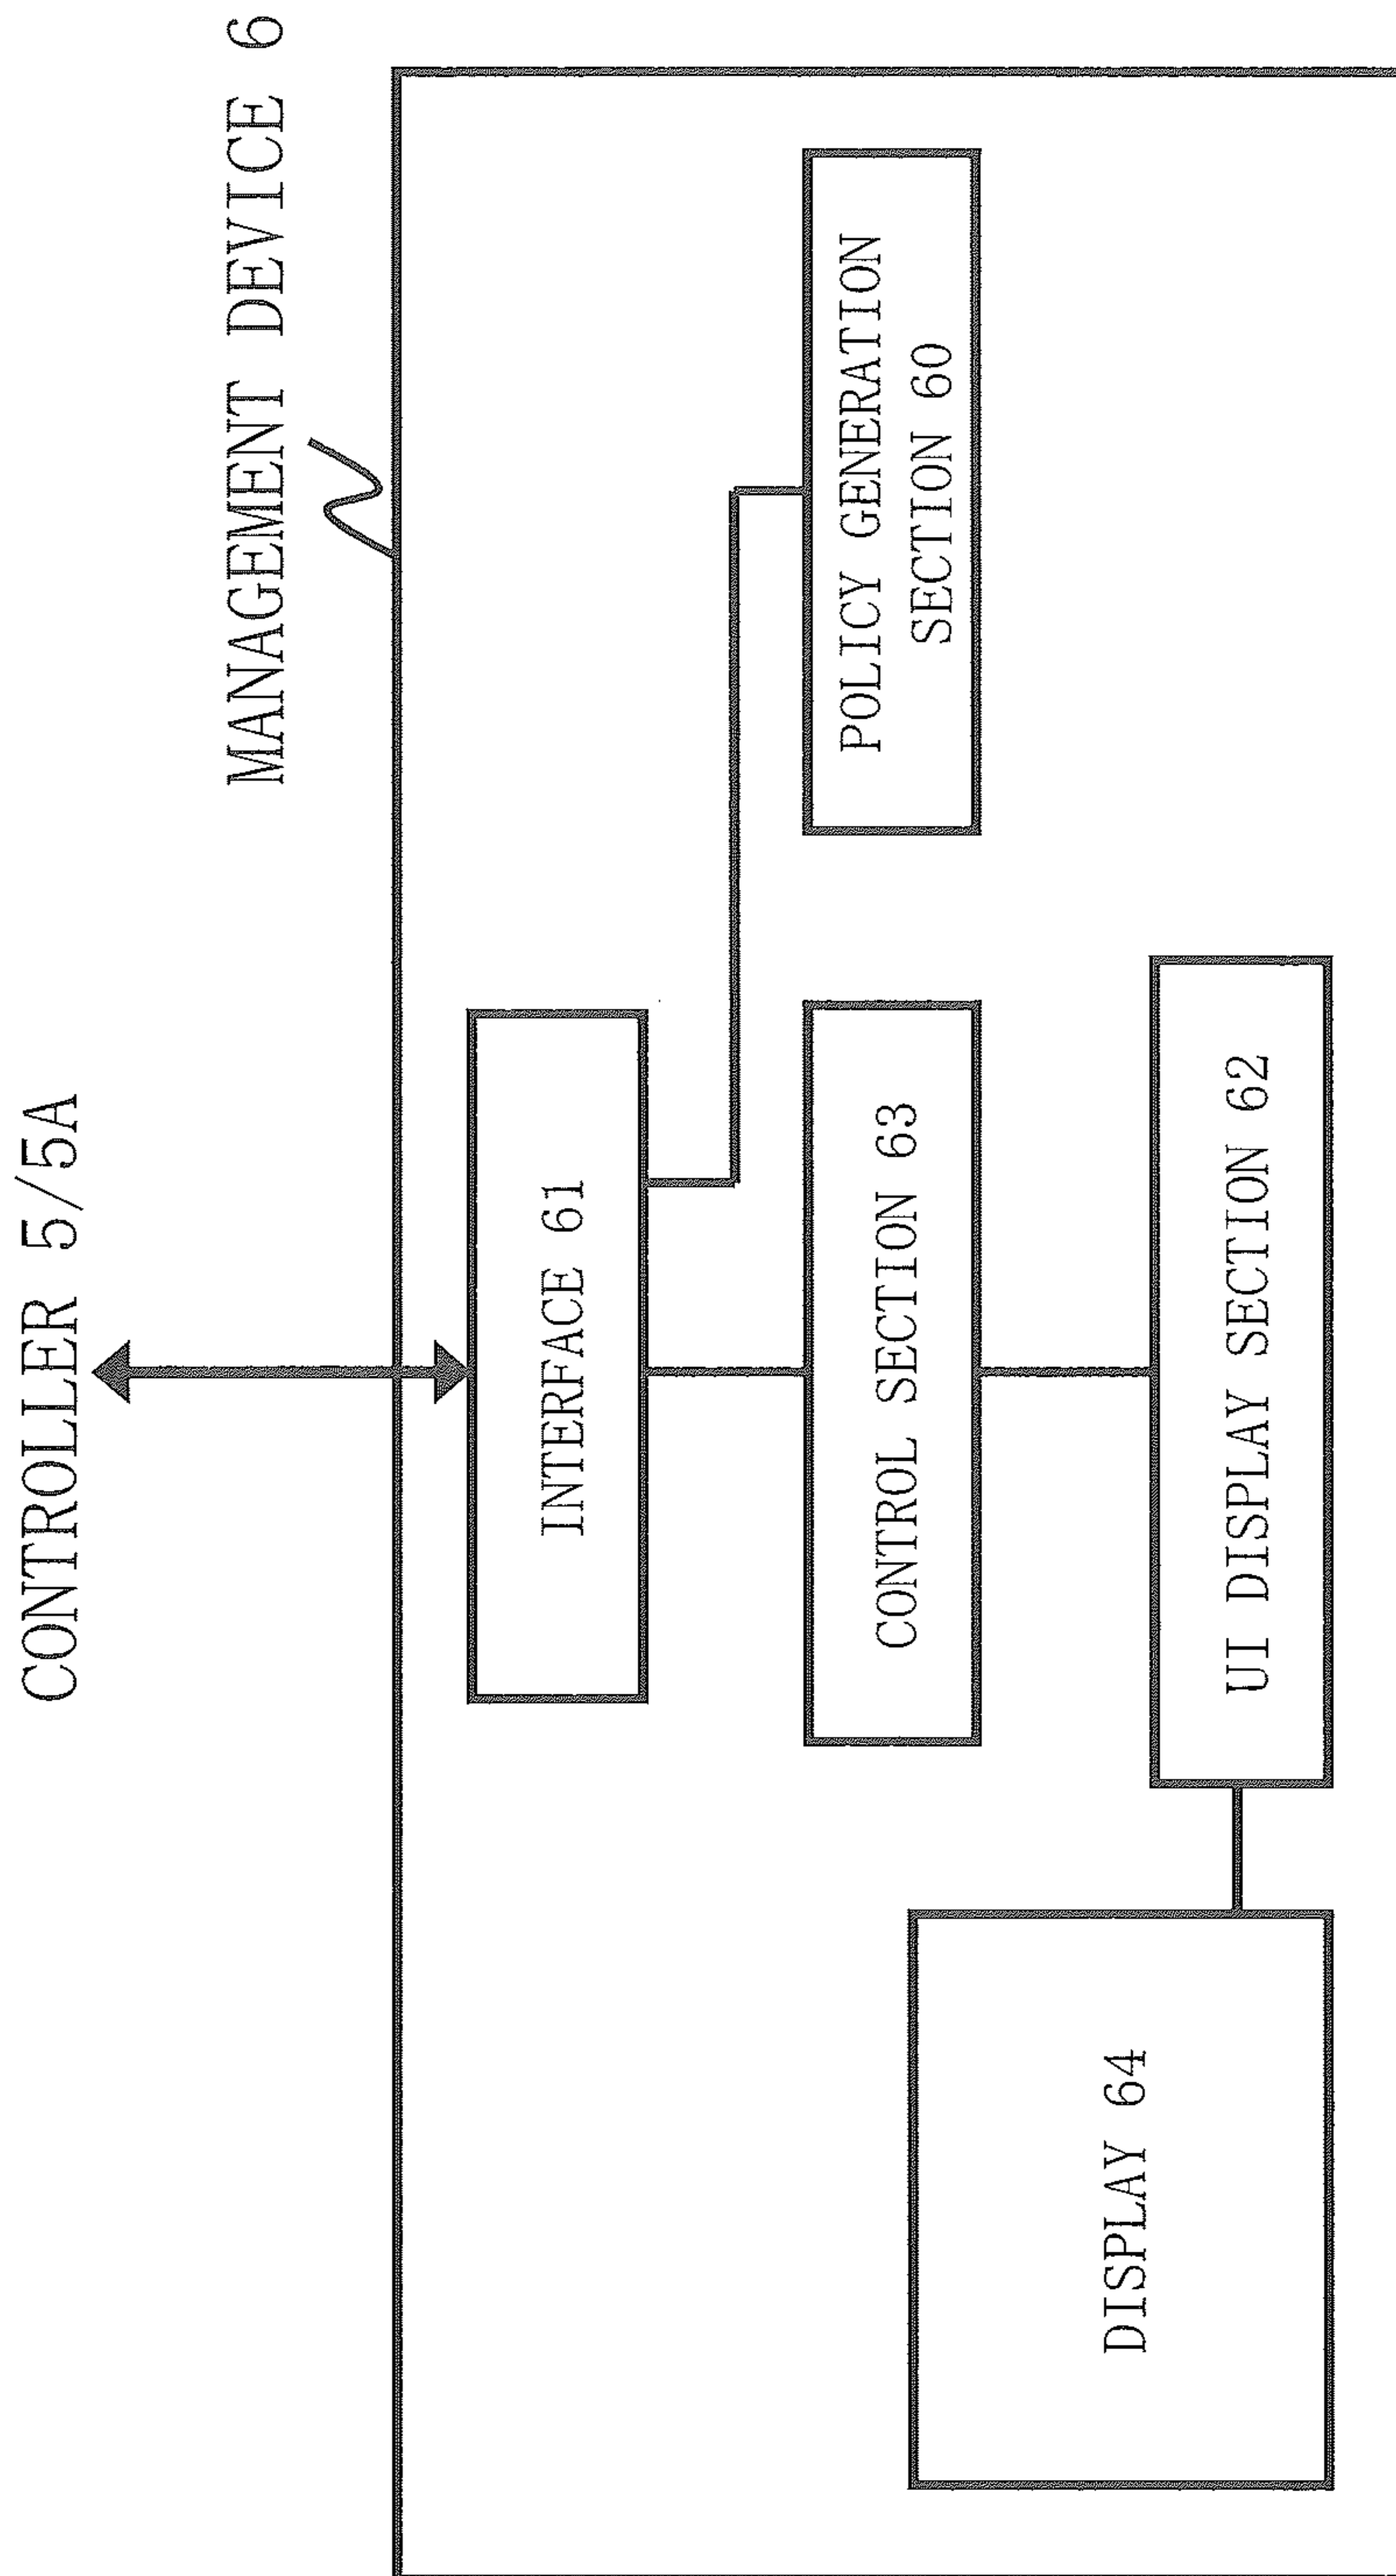 CONTROLLER 5/5A
MANAGEMENT DEVICE 6
INTERFACE 61
CONTROL SECTION 63
POLICY GENERATION
SECTION 60
DISPLAY 64
UI DISPLAY SECTION 62